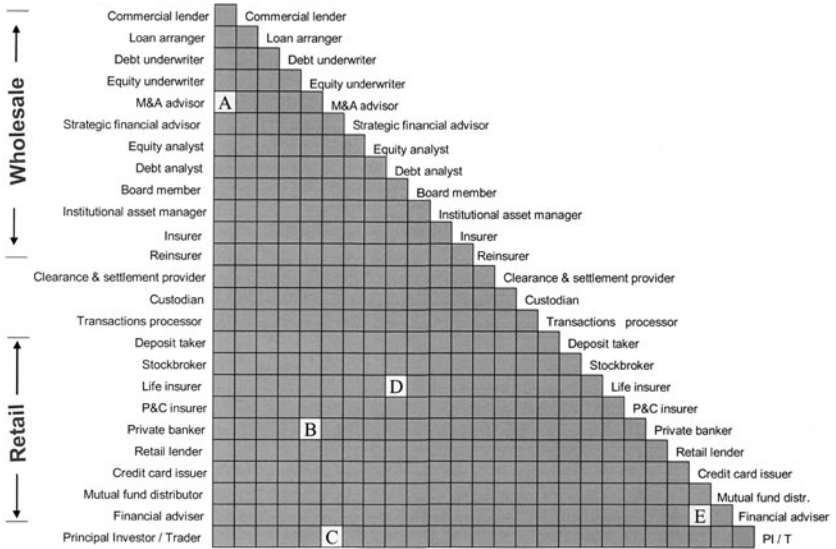 Commercial lender Commercial lender
Loan arranger Loan arranger
Debt underwriter Debt underwriter
Equity underwriter Equity underwriter
M&A advisor A M&A advisor
Strategic financial advisor Strategic financial advisor
Equity analyst Equity analyst
Debt analyst Debt analyst
Board member Board member
Institutional asset manager Institutional asset manager
Insurer Insurer
Reinsurer Reinsurer
Clearance & settlement provider Clearance & settlement provider
Custodian Custodian
Transactions processor Transactions processor
Deposit taker Deposit taker
Stockbroker Stockbroker
Life insurer D Life insurer
P&C insurer P&C insurer
Private banker B Private banker
Retail lender Retail lender
Credit card issuer Credit card issuer
Mutual fund distributor Mutual fund distr.
Financial adviser E Financial adviser
Principal Investor / Trader C PI / T
Wholesale
Retail